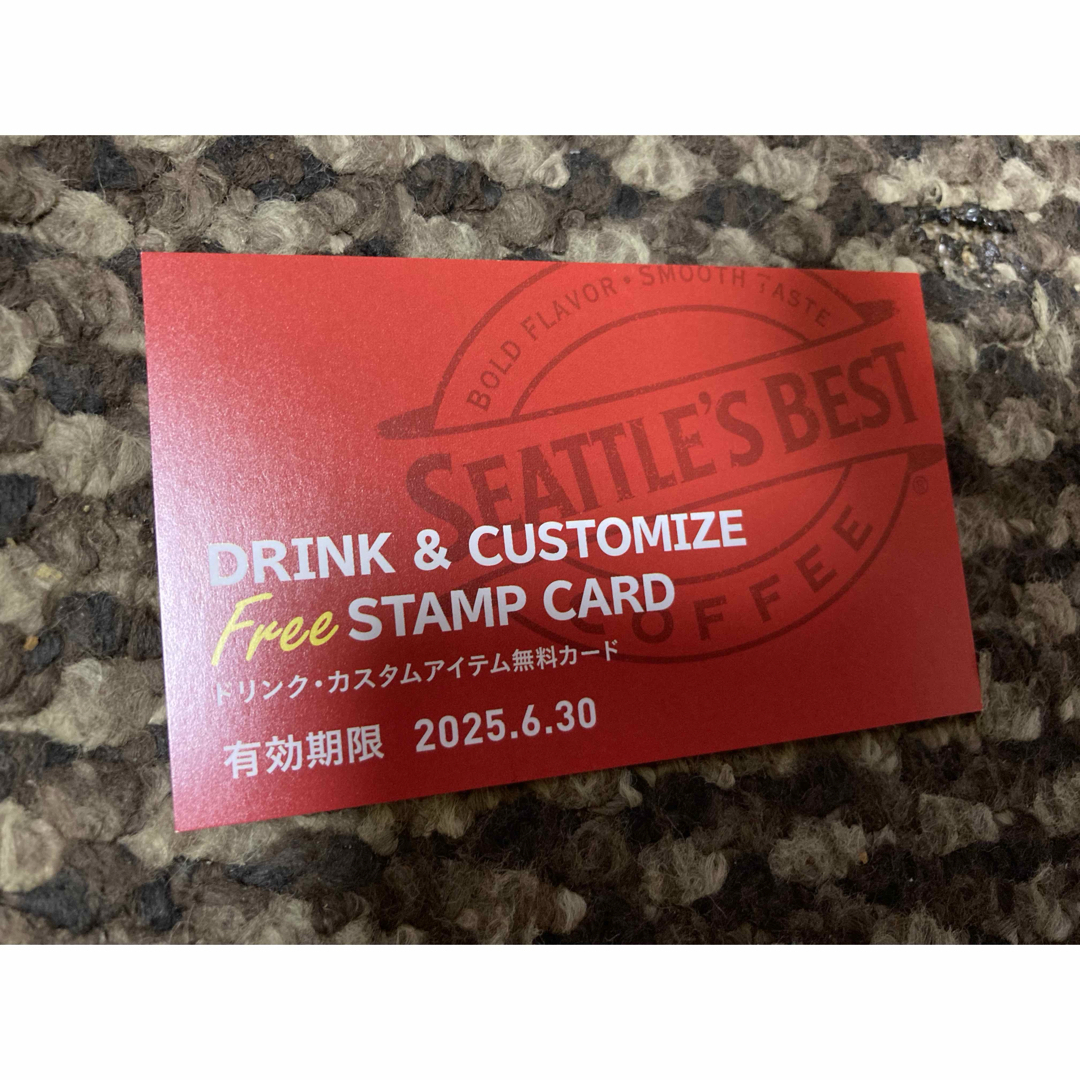 BOLD FLAVOR • SMOOTH TASTE
SEATTLE'S BEST
COFFEE
®
DRINK & CUSTOMIZE
Free STAMP CARD
ドリンク・カスタムアイテム無料カード
有効期限 2025.6.30